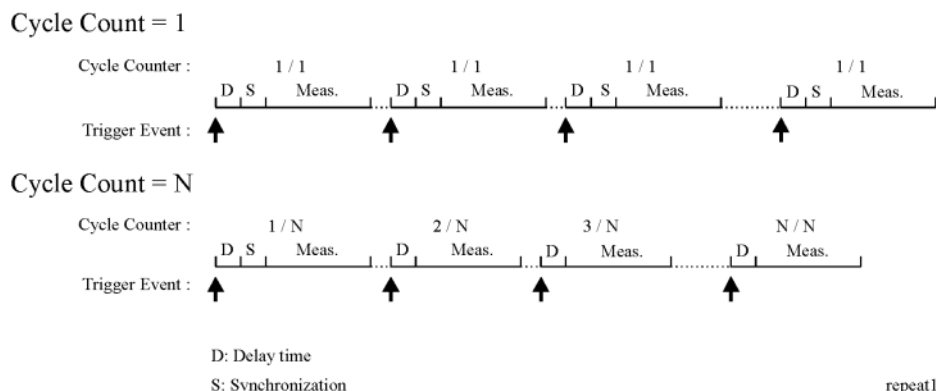 Cycle Count = 1
Cycle Counter : 1 / 1 1 / 1 1 / 1 1 / 1
D S Meas. D S Meas. D S Meas. D S Meas.
Trigger Event :
Cycle Count = N
Cycle Counter : 1 / N 2 / N 3 / N N / N
D S Meas. D Meas. D Meas. D Meas.
Trigger Event :
D: Delay time
S: Synchronization repeat1